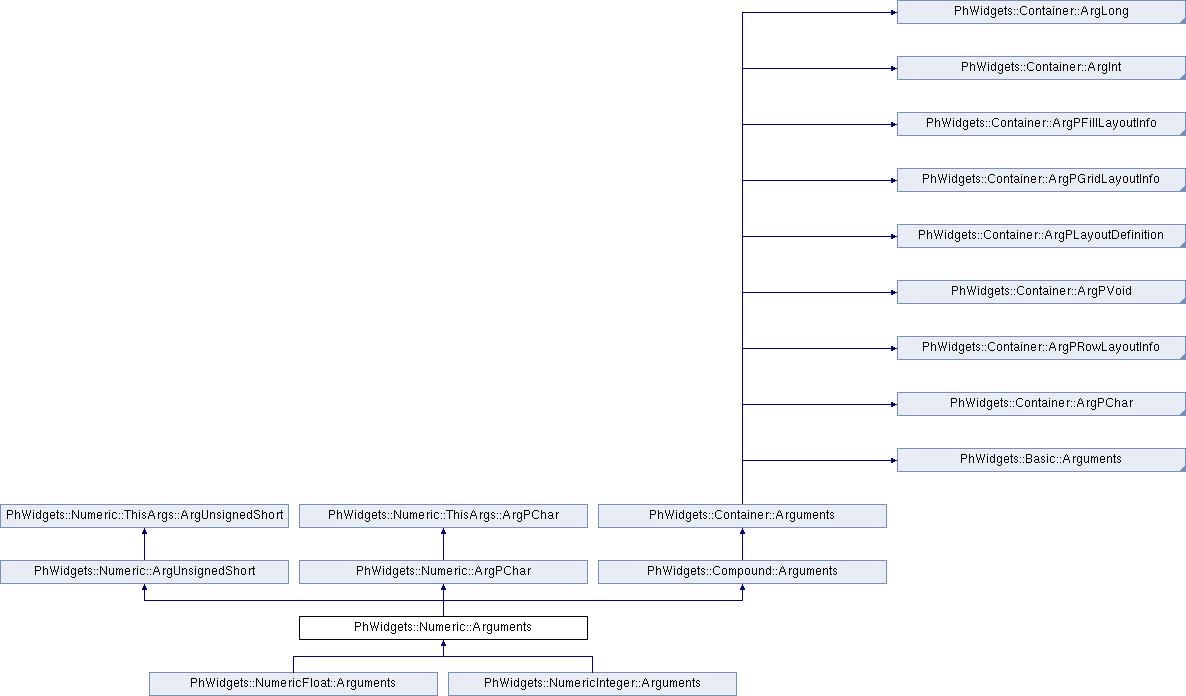 PhWidgets::Container::ArgLong
PhWidgets::Container::ArgInt
PhWidgets::Container::ArgPFillLayoutInfo
PhWidgets::Container::ArgPGridLayoutInfo
PhWidgets::Container::ArgPLayoutDefinition
PhWidgets::Container::ArgPVoid
PhWidgets::Container::ArgPRowLayoutInfo
PhWidgets::Container::ArgPChar
PhWidgets::Basic::Arguments
PhWidgets::Numeric::ThisArgs::ArgUnsignedShort
PhWidgets::Numeric::ThisArgs::ArgPChar
PhWidgets::Container::Arguments
PhWidgets::Numeric::ArgUnsignedShort
PhWidgets::Numeric::ArgPChar
PhWidgets::Compound::Arguments
PhWidgets::Numeric::Arguments
PhWidgets::NumericFloat::Arguments
PhWidgets::NumericInteger::Arguments